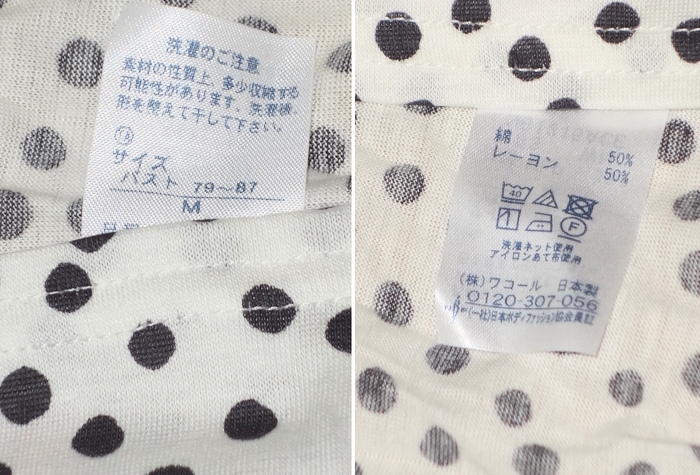 洗濯のご注意
素材の性質上、多少収縮する
可能性があります。洗濯後、
形を整えて干して下さい。
サイズ
バスト 79-87
M
綿 50%
レーヨン 50%
40
F
洗濯ネット使用
アイロンあて布使用
(株)ワコール 日本製
0120-307-056
(一社)日本ボディファッション協会会員